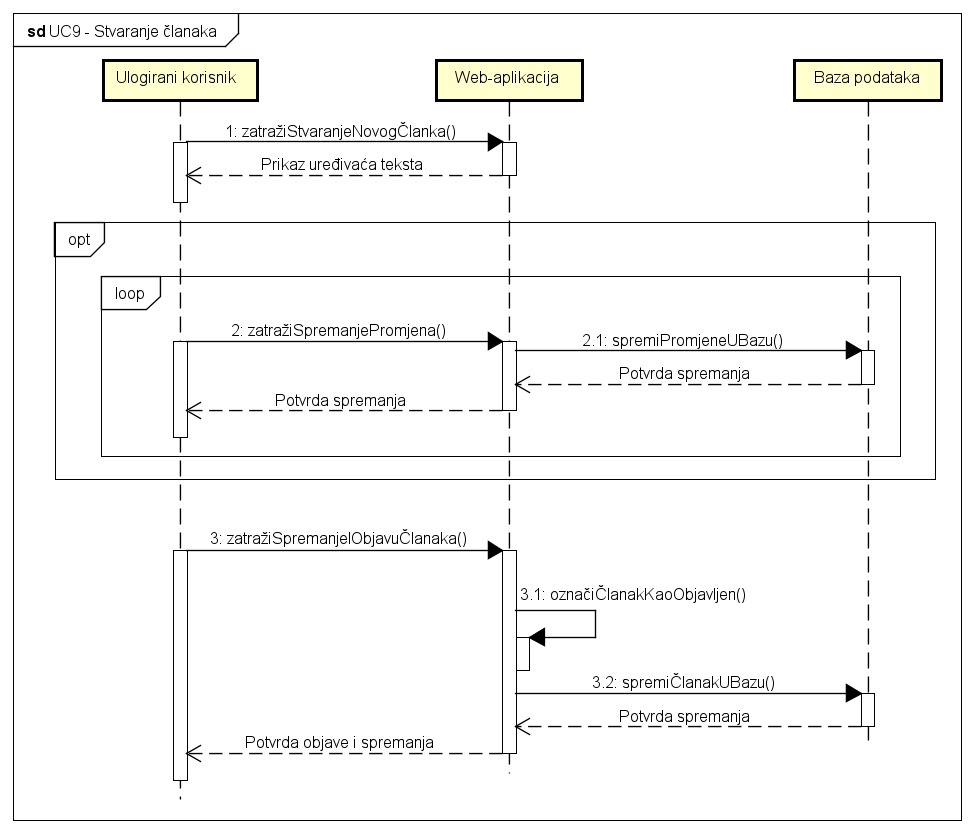 sd UC9 - Stvaranje članaka
Ulogirani korisnik
Web-aplikacija
Baza podataka
1: zatražiStvaranjeNovogČlanka()
Prikaz uređivaća teksta
opt
loop
2: zatražiSpremanjePromjena()
2.1: spremiPromjeneUBazu()
Potvrda spremanja
Potvrda spremanja
3: zatražiSpremanjeIObjavuČlanaka()
3.1: označiČlanakKaoObjavljen()
3.2: spremiČlanakUBazu()
Potvrda spremanja
Potvrda objave i spremanja